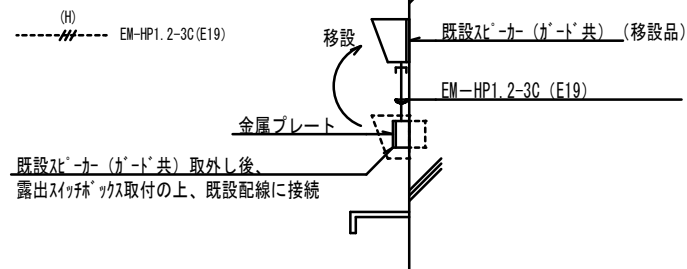 (H)
EM-HP1.2-3C(E19)
移設
既設ｽﾋﾟｰｶｰ (ｶﾞｰﾄﾞ共) (移設品)
EM－HP1.2-3C (E19)
金属プレート
既設ｽﾋﾟｰｶｰ (ｶﾞｰﾄﾞ共) 取外し後、
露出ｽｲｯﾁﾎﾞｯｸｽ取付の上、既設配線に接続